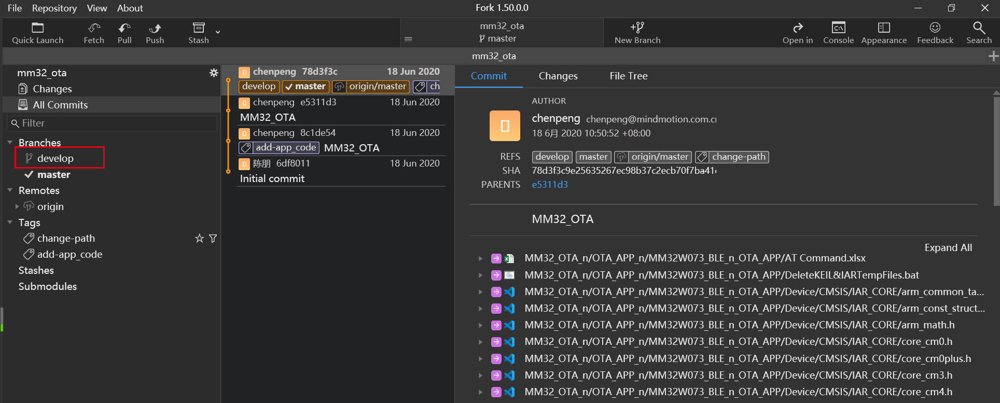 File Repository View About
Fork 1.50.0.0
Quick Launch
Fetch
Pull
Push
Stash
mm32_ota
master
New Branch
Open in
Console
Appearance
Feedback
Search
mm32_ota
mm32_ota
Changes
All Commits
Filter
Branches
develop
master
Remotes
origin
Tags
change-path
add-app_code
Stashes
Submodules
chenpeng 78d3f3c 18 Jun 2020
develop master origin/master ch
chenpeng e5311d3 18 Jun 2020
MM32_OTA
chenpeng 8c1de54 18 Jun 2020
add-app_code MM32_OTA
陈朋 6df8011 18 Jun 2020
Initial commit
Commit Changes File Tree
AUTHOR
chenpeng chenpeng@mindmotion.com.c
18 6月 2020 10:50:52 +08:00
REFS develop master origin/master change-path
SHA 78d3f3c9e25635267ec98b37c2ecb70f7ba41
PARENTS e5311d3
MM32_OTA
Expand All
MM32_OTA_n/OTA_APP_n/MM32W073_BLE_n_OTA_APP/AT Command.xlsx
MM32_OTA_n/OTA_APP_n/MM32W073_BLE_n_OTA_APP/DeleteKEIL&IARTempFiles.bat
MM32_OTA_n/OTA_APP_n/MM32W073_BLE_n_OTA_APP/Device/CMSIS/IAR_CORE/arm_common_ta...
MM32_OTA_n/OTA_APP_n/MM32W073_BLE_n_OTA_APP/Device/CMSIS/IAR_CORE/arm_const_struct...
MM32_OTA_n/OTA_APP_n/MM32W073_BLE_n_OTA_APP/Device/CMSIS/IAR_CORE/arm_math.h
MM32_OTA_n/OTA_APP_n/MM32W073_BLE_n_OTA_APP/Device/CMSIS/IAR_CORE/core_cm0.h
MM32_OTA_n/OTA_APP_n/MM32W073_BLE_n_OTA_APP/Device/CMSIS/IAR_CORE/core_cm0plus.h
MM32_OTA_n/OTA_APP_n/MM32W073_BLE_n_OTA_APP/Device/CMSIS/IAR_CORE/core_cm3.h
MM32_OTA_n/OTA_APP_n/MM32W073_BLE_n_OTA_APP/Device/CMSIS/IAR_CORE/core_cm4.h